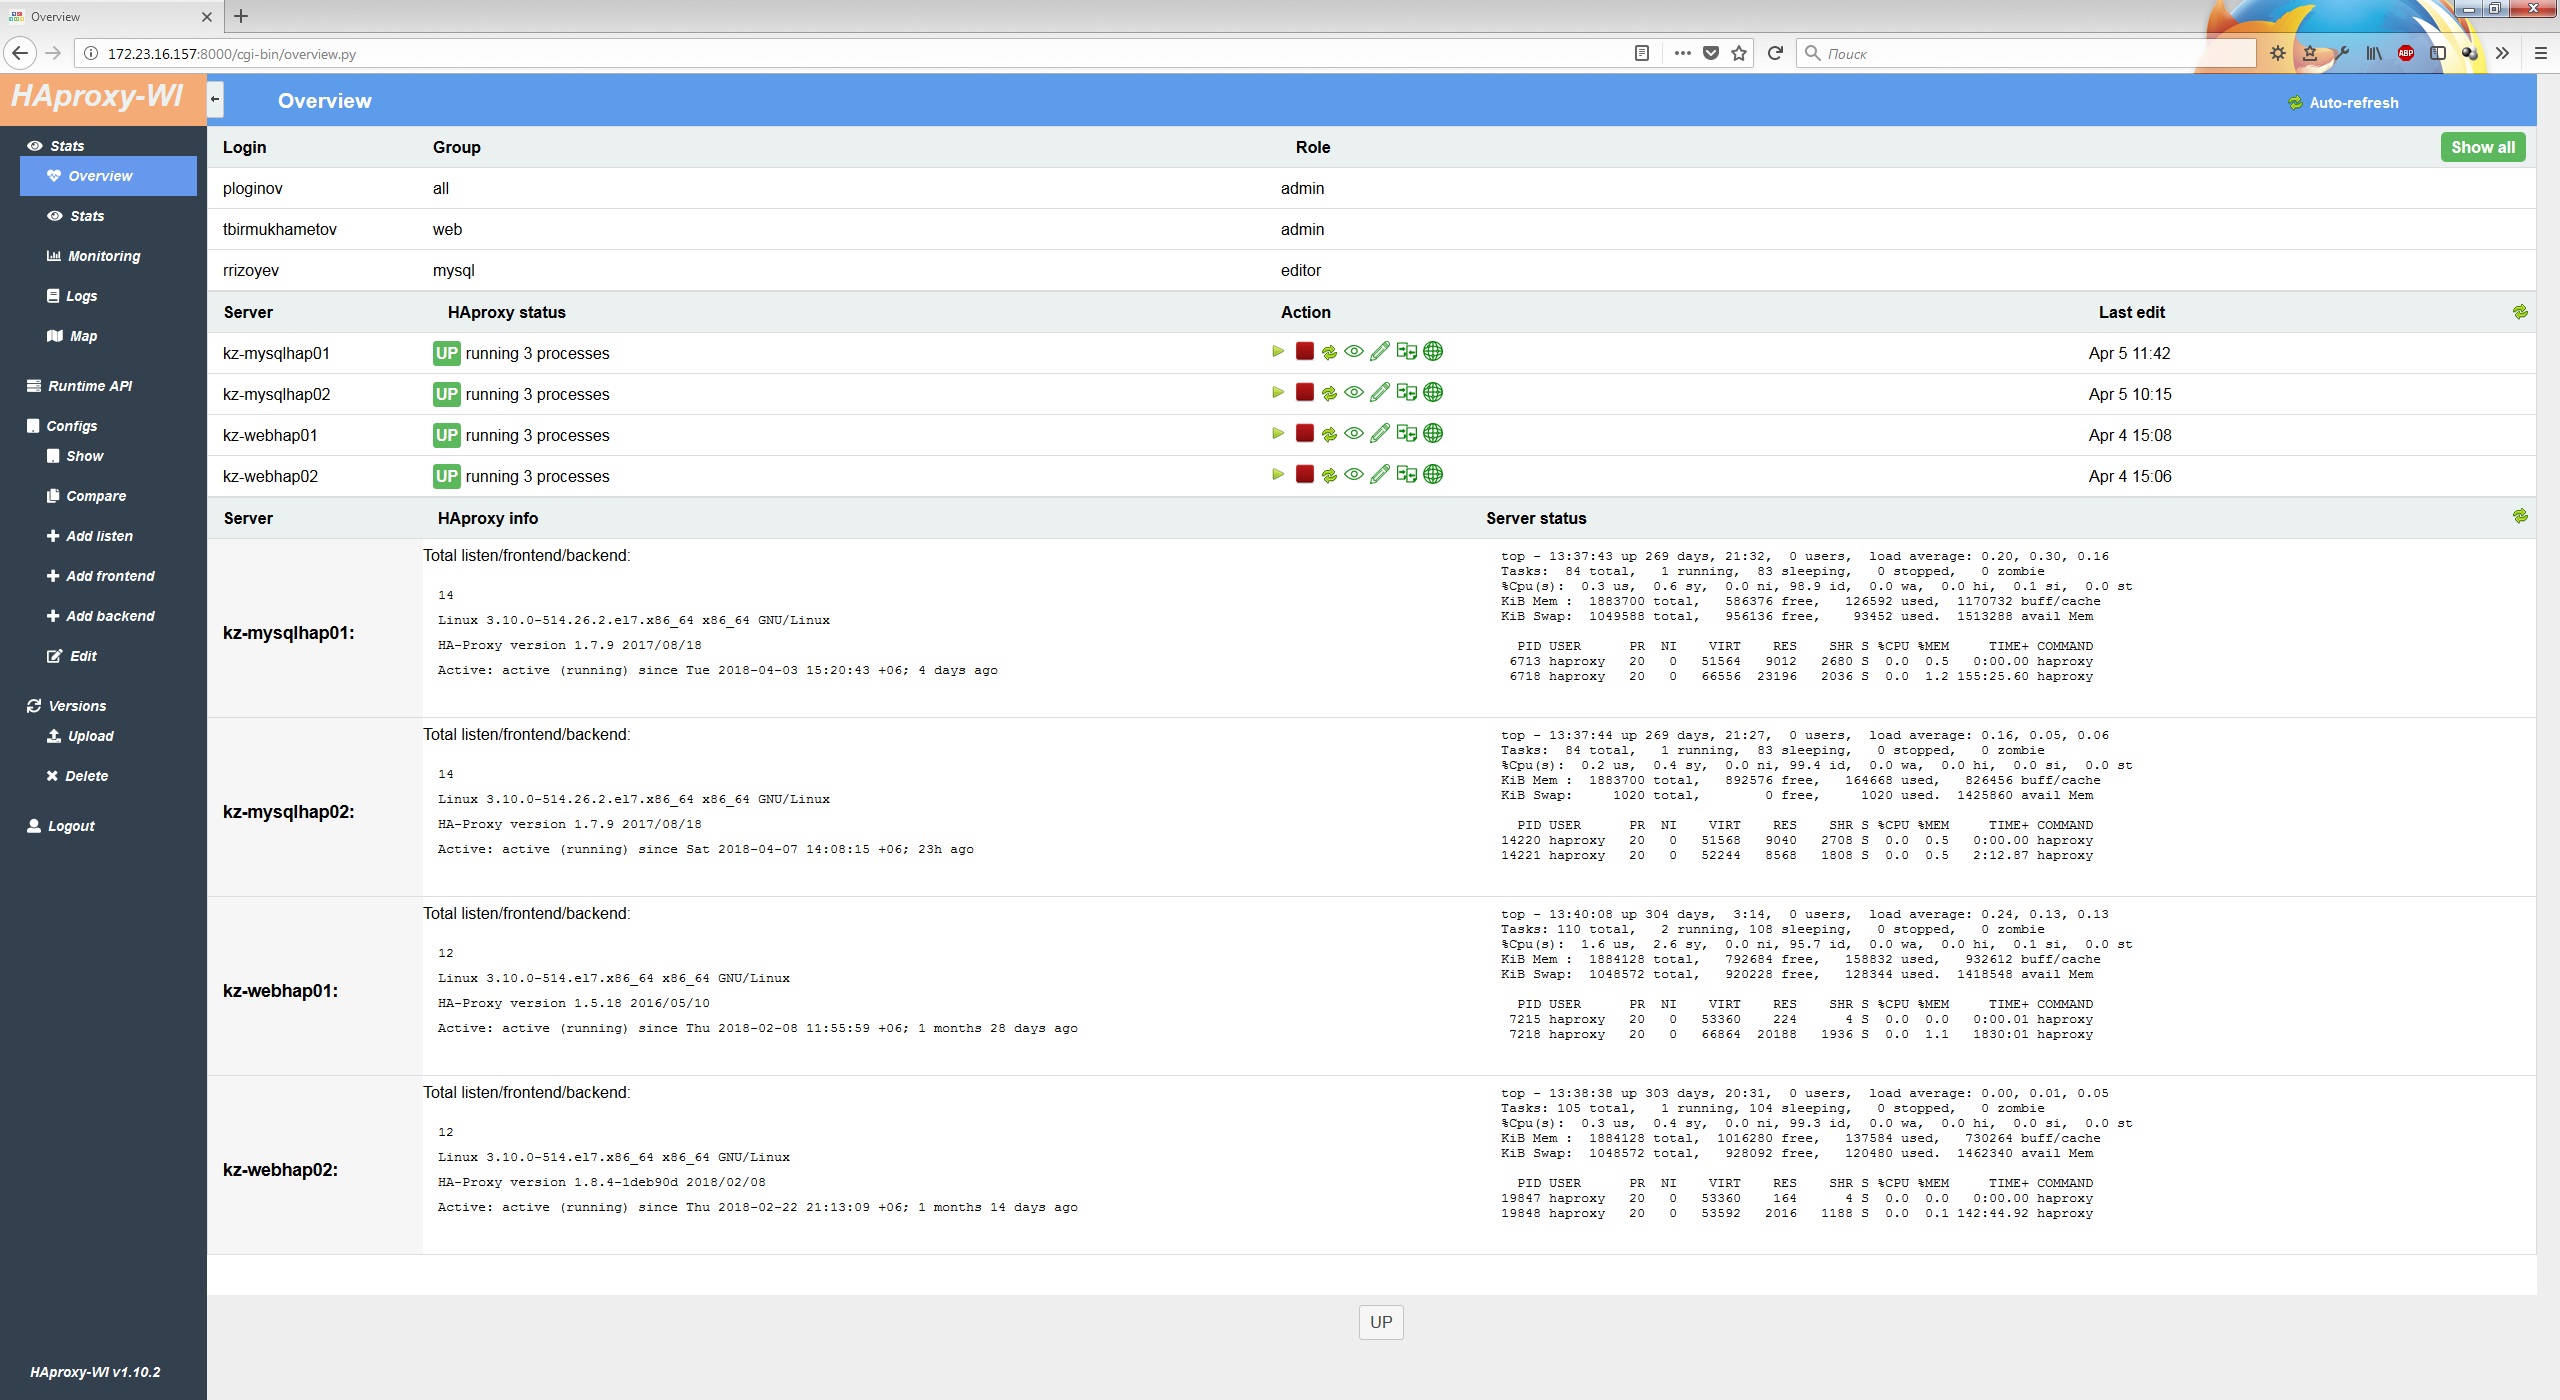 Overview
172.23.16.157:8000/cgi-bin/overview.py
Поиск
ABP
HAproxy-WI
Overview
Auto-refresh
Stats
Overview
Stats
Monitoring
Logs
Map
Runtime API
Configs
Show
Compare
Add listen
Add frontend
Add backend
Edit
Versions
Upload
Delete
Logout
HAproxy-WI v1.10.2
Login Group Role Show all
ploginov all admin
tbirmukhametov web admin
rrizoyev mysql editor
Server HAproxy status Action Last edit
kz-mysqlhap01 UP running 3 processes Apr 5 11:42
kz-mysqlhap02 UP running 3 processes Apr 5 10:15
kz-webhap01 UP running 3 processes Apr 4 15:08
kz-webhap02 UP running 3 processes Apr 4 15:06
Server HAproxy info Server status
kz-mysqlhap01:
Total listen/frontend/backend:
14
Linux 3.10.0-514.26.2.el7.x86_64 x86_64 GNU/Linux
HA-Proxy version 1.7.9 2017/08/18
Active: active (running) since Tue 2018-04-03 15:20:43 +06; 4 days ago
top - 13:37:43 up 269 days, 21:32, 0 users, load average: 0.20, 0.30, 0.16
Tasks: 84 total, 1 running, 83 sleeping, 0 stopped, 0 zombie
%Cpu(s): 0.3 us, 0.6 sy, 0.0 ni, 98.9 id, 0.0 wa, 0.0 hi, 0.1 si, 0.0 st
KiB Mem : 1883700 total, 586376 free, 126592 used, 1170732 buff/cache
KiB Swap: 1049588 total, 956136 free, 93452 used. 1513288 avail Mem
PID USER PR NI VIRT RES SHR S %CPU %MEM TIME+ COMMAND
6713 haproxy 20 0 51564 9012 2680 S 0.0 0.5 0:00.00 haproxy
6718 haproxy 20 0 66556 23196 2036 S 0.0 1.2 155:25.60 haproxy
kz-mysqlhap02:
Total listen/frontend/backend:
14
Linux 3.10.0-514.26.2.el7.x86_64 x86_64 GNU/Linux
HA-Proxy version 1.7.9 2017/08/18
Active: active (running) since Sat 2018-04-07 14:08:15 +06; 23h ago
top - 13:37:44 up 269 days, 21:27, 0 users, load average: 0.16, 0.05, 0.06
Tasks: 84 total, 1 running, 83 sleeping, 0 stopped, 0 zombie
%Cpu(s): 0.2 us, 0.4 sy, 0.0 ni, 99.4 id, 0.0 wa, 0.0 hi, 0.0 si, 0.0 st
KiB Mem : 1883700 total, 892576 free, 164668 used, 826456 buff/cache
KiB Swap: 1020 total, 0 free, 1020 used. 1425860 avail Mem
PID USER PR NI VIRT RES SHR S %CPU %MEM TIME+ COMMAND
14220 haproxy 20 0 51568 9040 2708 S 0.0 0.5 0:00.00 haproxy
14221 haproxy 20 0 52244 8568 1808 S 0.0 0.5 2:12.87 haproxy
kz-webhap01:
Total listen/frontend/backend:
12
Linux 3.10.0-514.el7.x86_64 x86_64 GNU/Linux
HA-Proxy version 1.5.18 2016/05/10
Active: active (running) since Thu 2018-02-08 11:55:59 +06; 1 months 28 days ago
top - 13:40:08 up 304 days, 3:14, 0 users, load average: 0.24, 0.13, 0.13
Tasks: 110 total, 2 running, 108 sleeping, 0 stopped, 0 zombie
%Cpu(s): 1.6 us, 2.6 sy, 0.0 ni, 95.7 id, 0.0 wa, 0.0 hi, 0.1 si, 0.0 st
KiB Mem : 1884128 total, 792684 free, 158832 used, 932612 buff/cache
KiB Swap: 1048572 total, 920228 free, 128344 used. 1418548 avail Mem
PID USER PR NI VIRT RES SHR S %CPU %MEM TIME+ COMMAND
7215 haproxy 20 0 53360 224 4 S 0.0 0.0 0:00.01 haproxy
7218 haproxy 20 0 66864 20188 1936 S 0.0 1.1 1830:01 haproxy
kz-webhap02:
Total listen/frontend/backend:
12
Linux 3.10.0-514.el7.x86_64 x86_64 GNU/Linux
HA-Proxy version 1.8.4-1deb90d 2018/02/08
Active: active (running) since Thu 2018-02-22 21:13:09 +06; 1 months 14 days ago
top - 13:38:38 up 303 days, 20:31, 0 users, load average: 0.00, 0.01, 0.05
Tasks: 105 total, 1 running, 104 sleeping, 0 stopped, 0 zombie
%Cpu(s): 0.3 us, 0.4 sy, 0.0 ni, 99.3 id, 0.0 wa, 0.0 hi, 0.0 si, 0.0 st
KiB Mem : 1884128 total, 1016280 free, 137584 used, 730264 buff/cache
KiB Swap: 1048572 total, 928092 free, 120480 used. 1462340 avail Mem
PID USER PR NI VIRT RES SHR S %CPU %MEM TIME+ COMMAND
19847 haproxy 20 0 53360 164 4 S 0.0 0.0 0:00.00 haproxy
19848 haproxy 20 0 53592 2016 1188 S 0.0 0.1 142:44.92 haproxy
UP